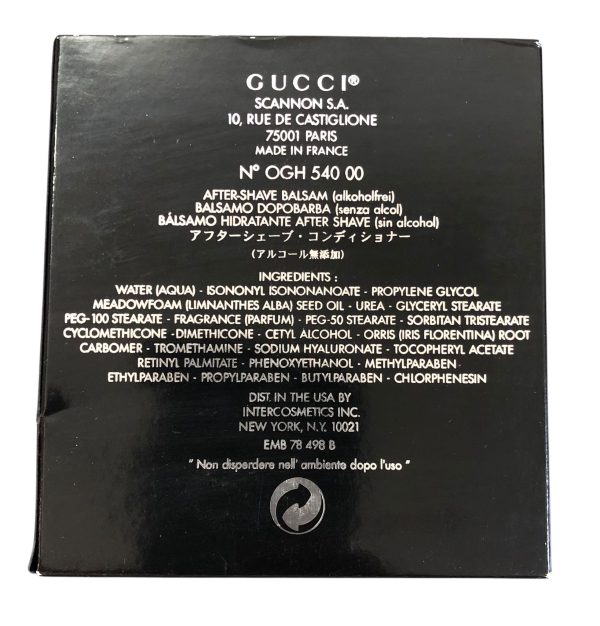 GUCCI®
SCANNON S.A.
10, RUE DE CASTIGLIONE
75001 PARIS
MADE IN FRANCE
N° OGH 540 00
AFTER-SHAVE BALSAM (alkoholfrei)
BALSAMO DOPOBARBA (senza alcol)
BÁLSAMO HIDRATANTE AFTER SHAVE (sin alcohol)
アフターシェーブ・コンディショナー
(アルコール無添加)
INGREDIENTS :
WATER (AQUA) - ISONONYL ISONONANOATE - PROPYLENE GLYCOL
MEADOWFOAM (LIMNANTHES ALBA) SEED OIL - UREA - GLYCERYL STEARATE
PEG-100 STEARATE - FRAGRANCE (PARFUM) - PEG-50 STEARATE - SORBITAN TRISTEARATE
CYCLOMETHICONE -DIMETHICONE - CETYL ALCOHOL - ORRIS (IRIS FLORENTINA) ROOT
CARBOMER - TROMETHAMINE - SODIUM HYALURONATE - TOCOPHERYL ACETATE
RETINYL PALMITATE - PHENOXYETHANOL - METHYLPARABEN
ETHYLPARABEN - PROPYLPARABEN - BUTYLPARABEN - CHLORPHENESIN
DIST. IN THE USA BY
INTERCOSMETICS INC.
NEW YORK, N.Y. 10021
EMB 78 498 B
" Non disperdere nell' ambiente dopo l'uso "